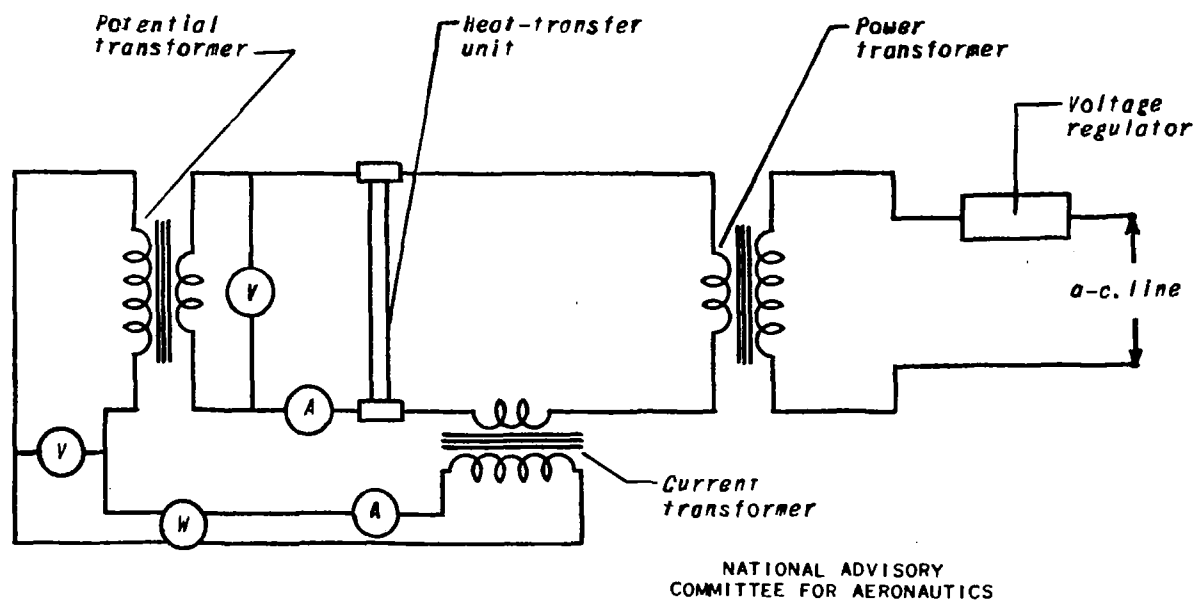 Potential
transformer
Heat-transfer
unit
Power
transformer
Voltage
regulator
V
a-c. line
A
V
Current
transformer
A
W
NATIONAL ADVISORY
COMMITTEE FOR AERONAUTICS